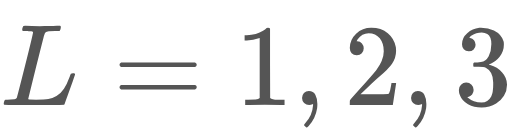 L = 1, 2, 3